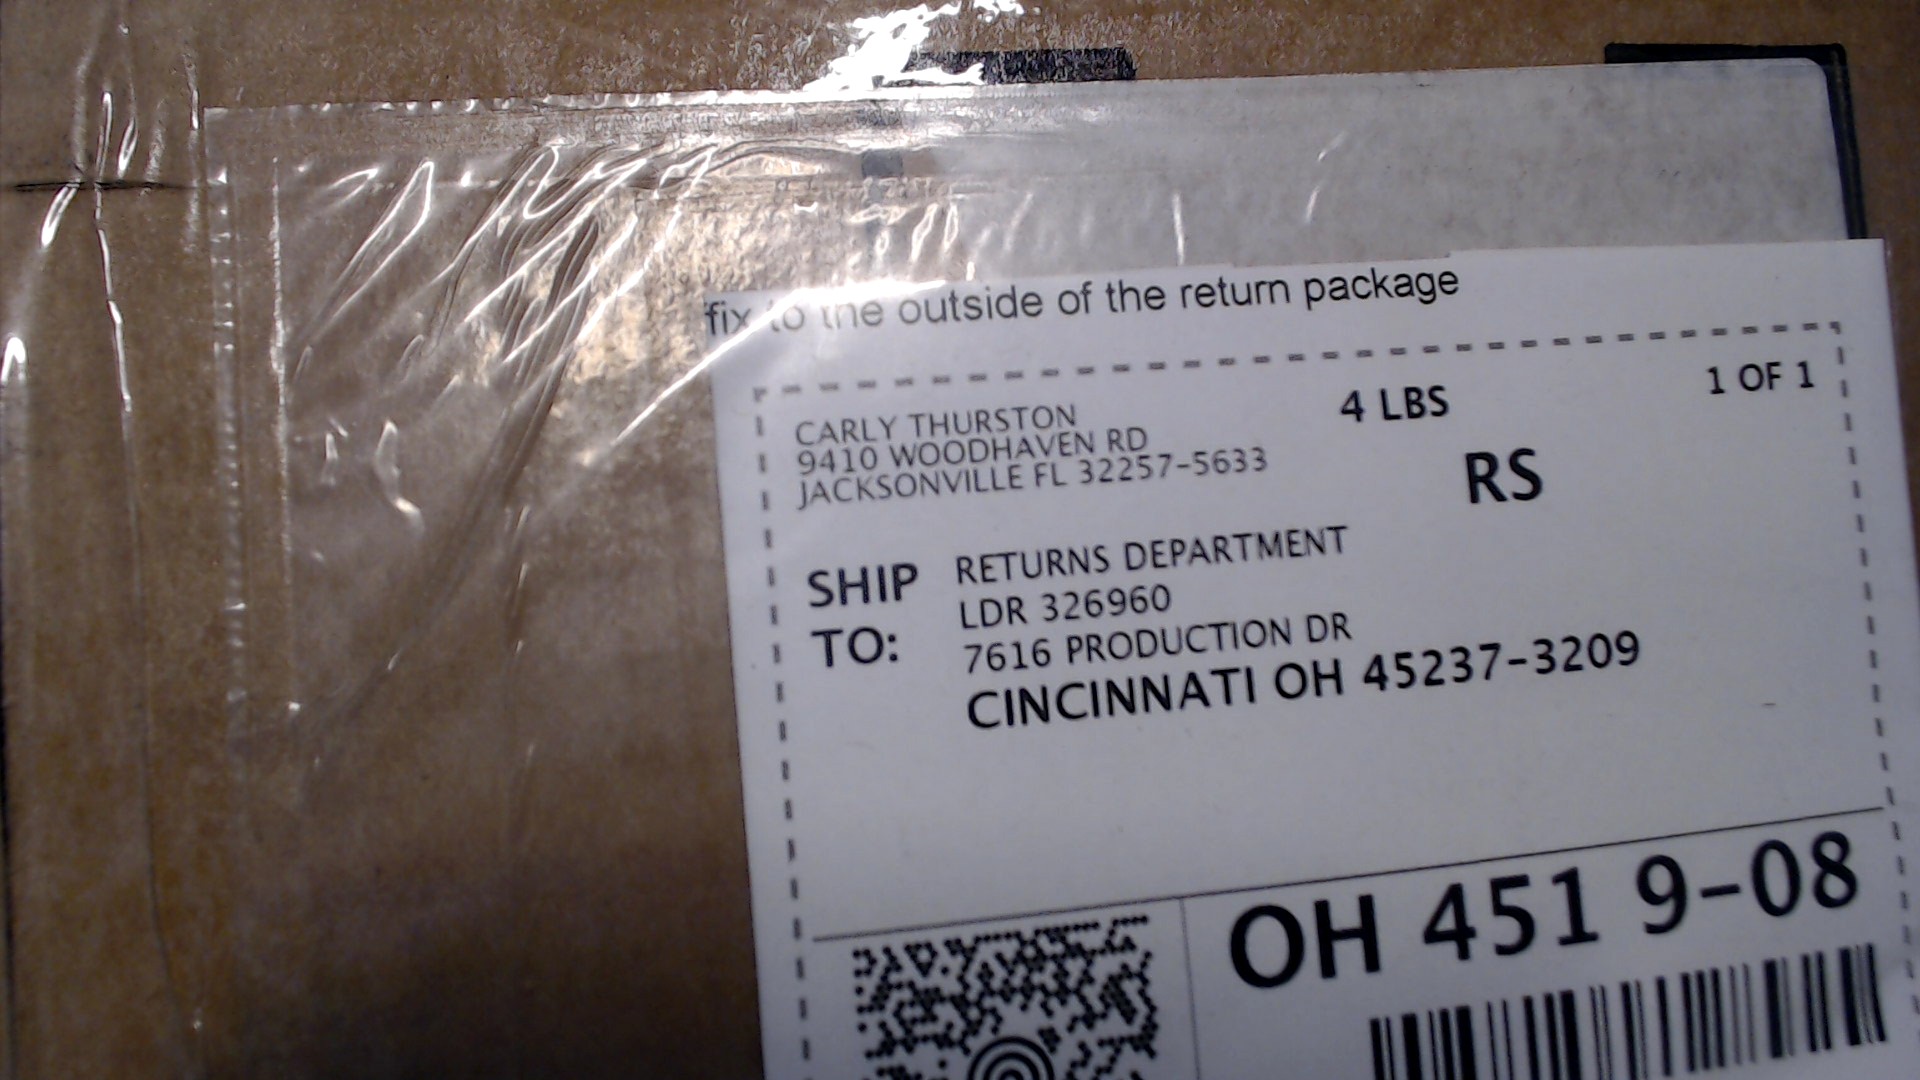 fix to the outside of the return package
1 OF 1
4 LBS
CARLY THURSTON
9410 WOODHAVEN RD
JACKSONVILLE FL 32257-5633
RS
SHIP TO:
RETURNS DEPARTMENT
LDR 326960
7616 PRODUCTION DR
CINCINNATI OH 45237-3209
OH 451 9-08